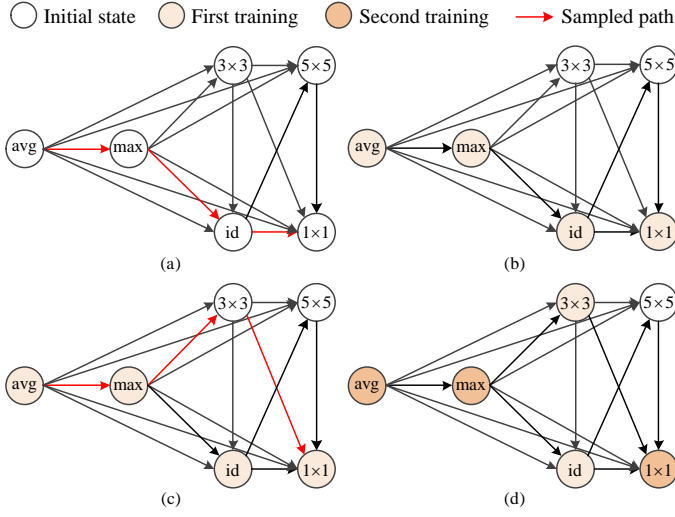 Initial state First training Second training Sampled path
3×3 5×5
avg max
id 1×1
(a)
3×3 5×5
avg max
id 1×1
(b)
3×3 5×5
avg max
id 1×1
(c)
3×3 5×5
avg max
id 1×1
(d)